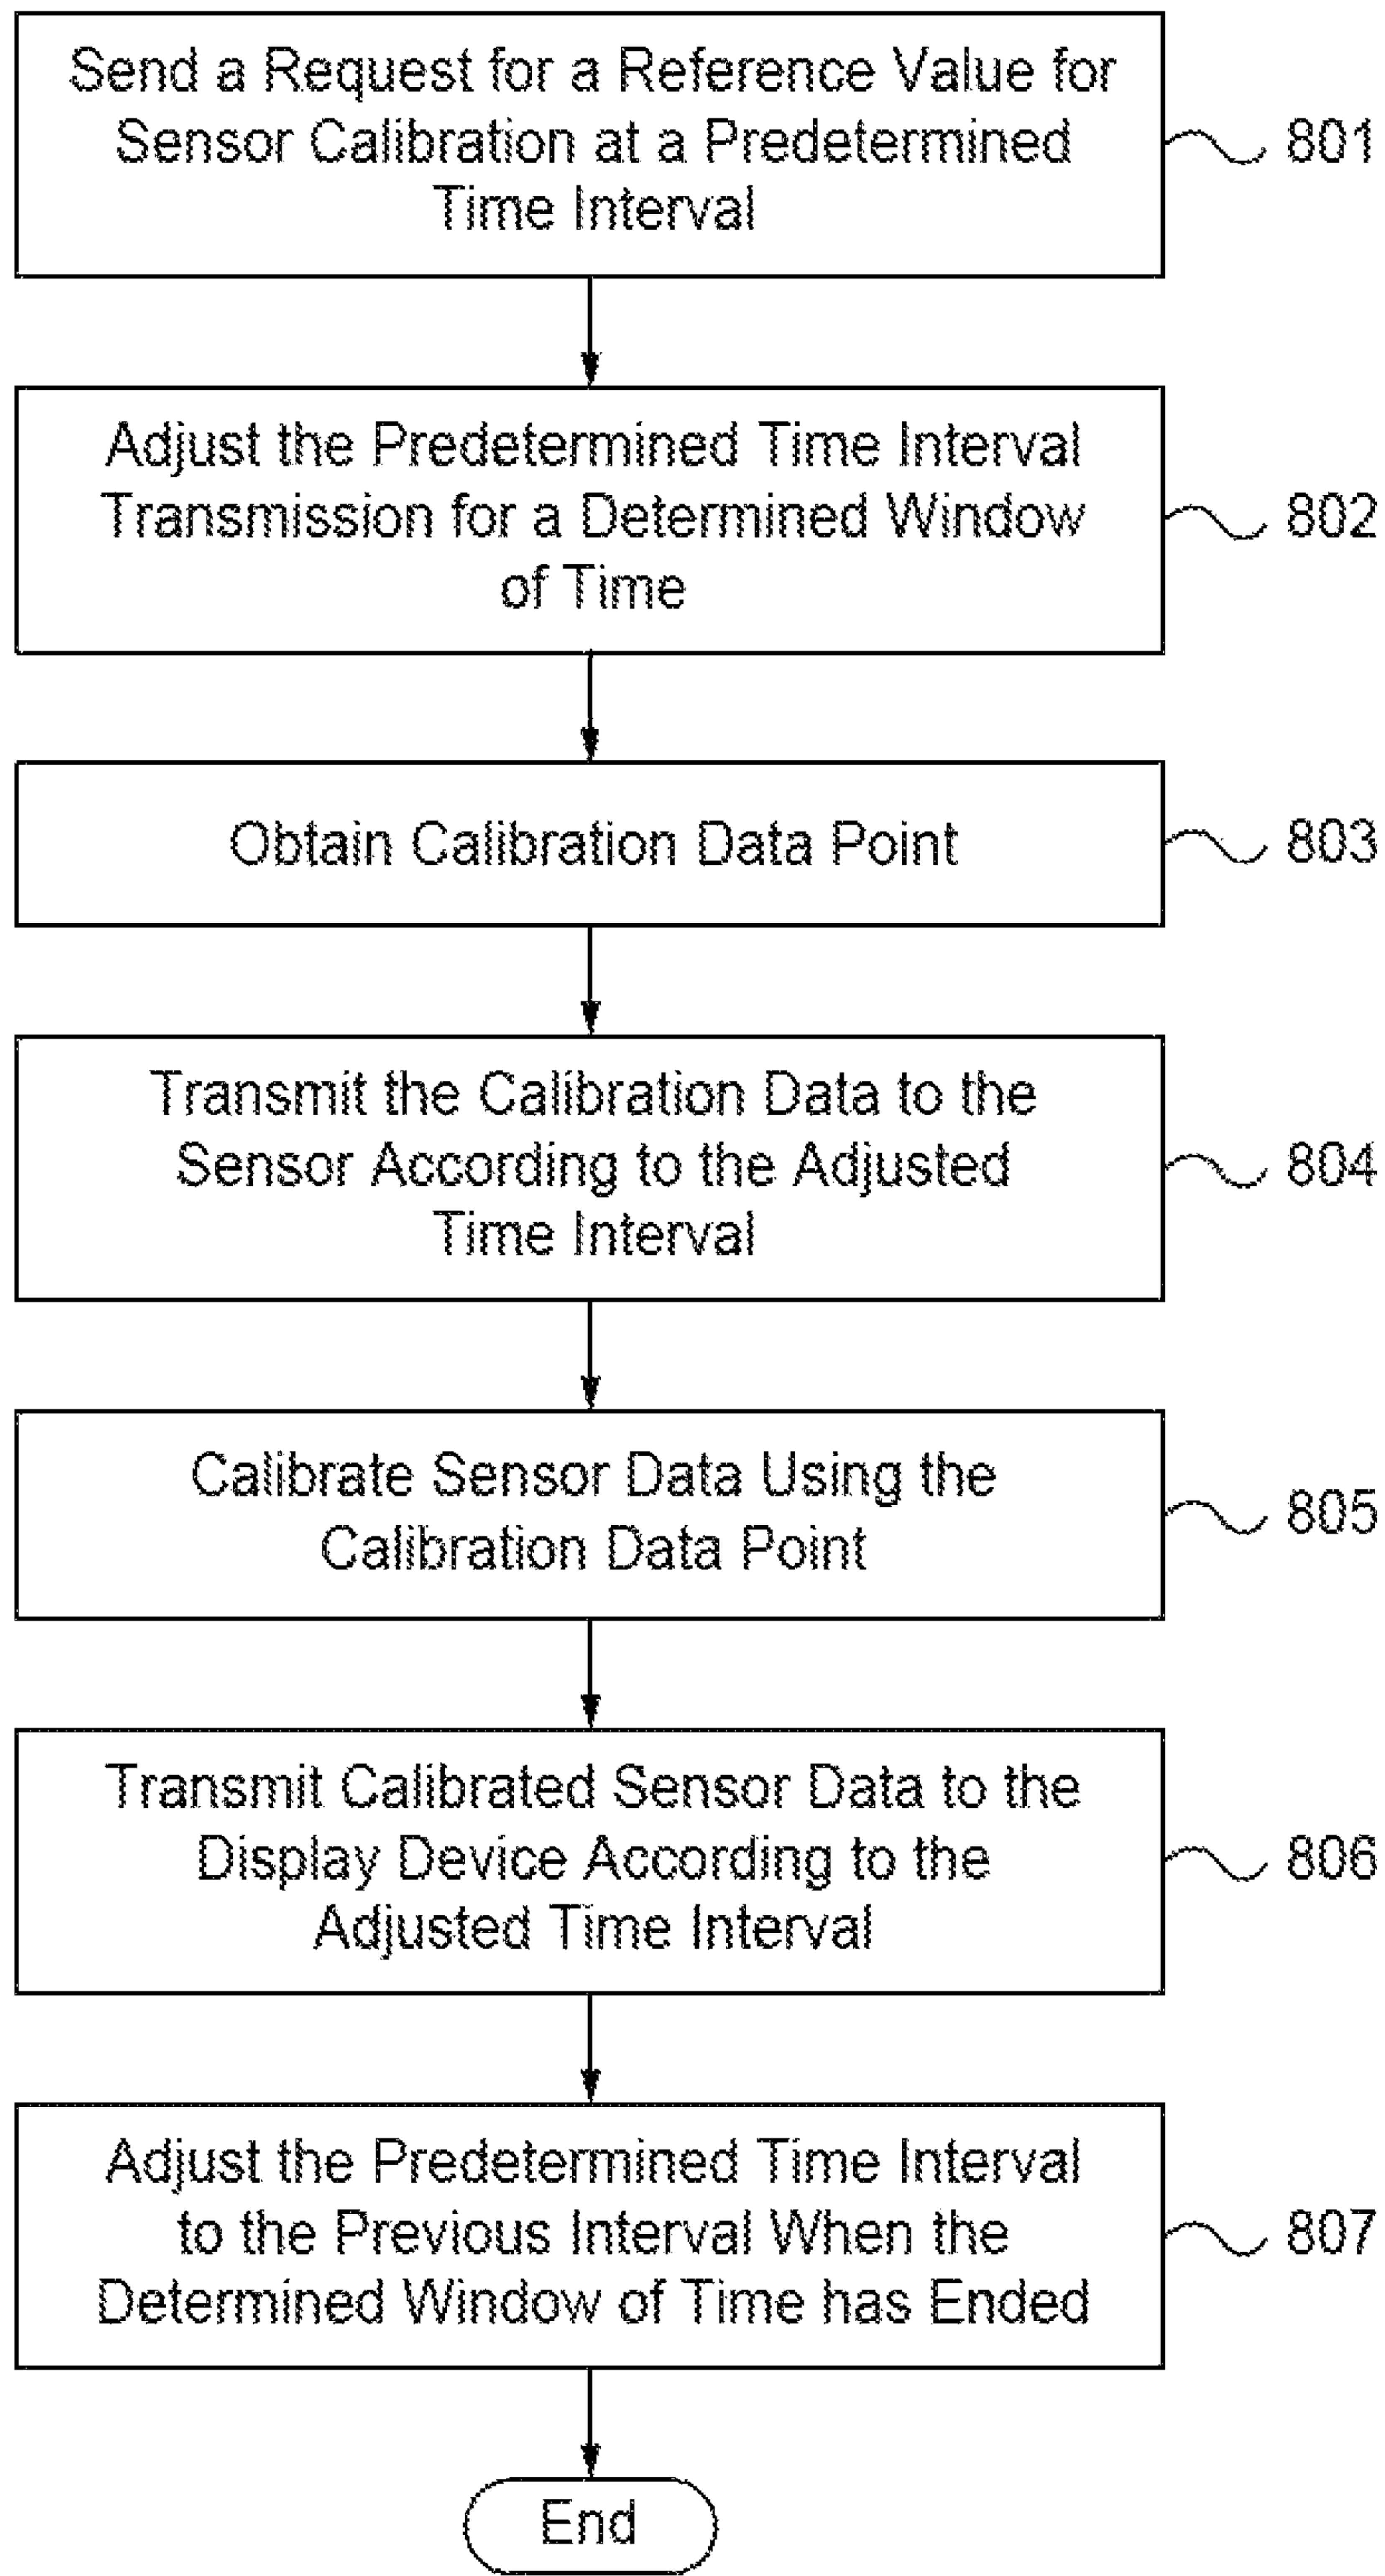 Send a Request for a Reference Value for
Sensor Calibration at a Predetermined
Time Interval
801
Adjust the Predetermined Time Interval
Transmission for a Determined Window
of Time
802
Obtain Calibration Data Point
803
Transmit the Calibration Data to the
Sensor According to the Adjusted
Time Interval
804
Calibrate Sensor Data Using the
Calibration Data Point
805
Transmit Calibrated Sensor Data to the
Display Device According to the
Adjusted Time Interval
806
Adjust the Predetermined Time Interval
to the Previous Interval When the
Determined Window of Time has Ended
807
End